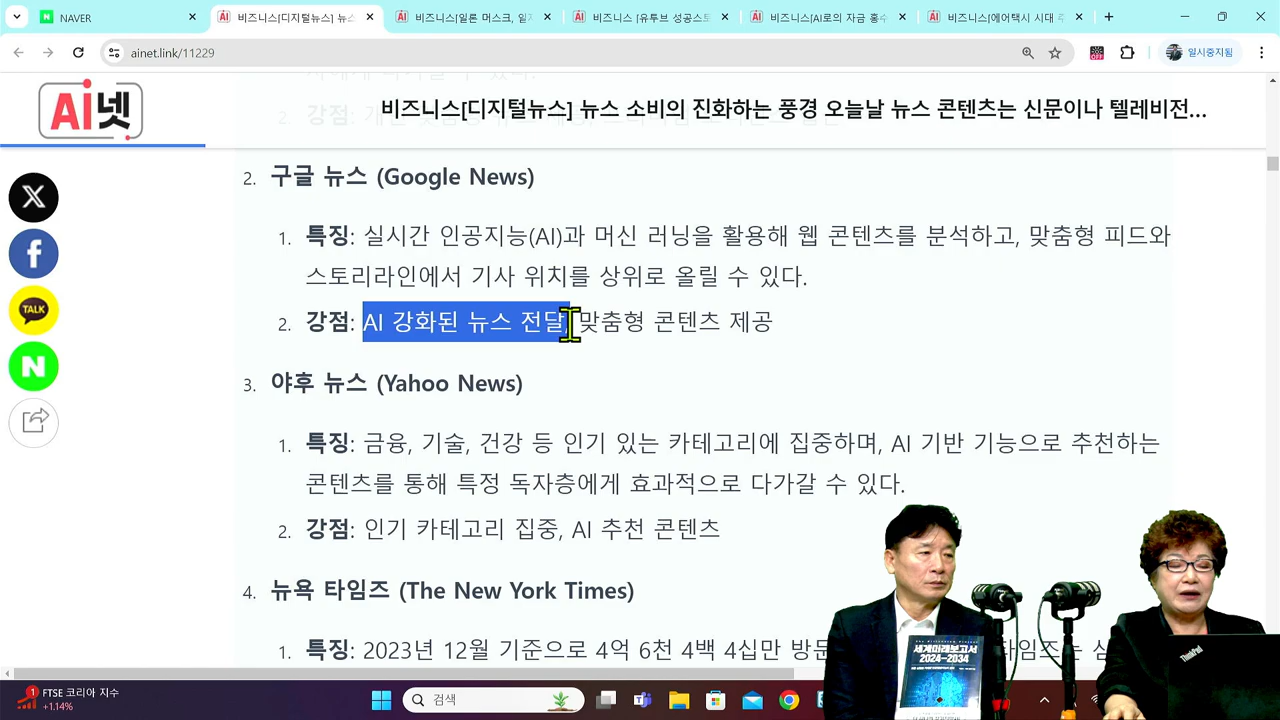 NAVER
비즈니스[디지털뉴스] 뉴스
비즈니스[일론 머스크, 일자
비즈니스 [유투브 성공스토
비즈니스[AI로의 자금 홍수
비즈니스[에어택시 시대 주
ainet.link/11229
OFF
일시중지됨
Ai넷
비즈니스[디지털뉴스] 뉴스 소비의 진화하는 풍경 오늘날 뉴스 콘텐츠는 신문이나 텔레비전...
2. 강점:
2. 구글 뉴스 (Google News)
1. 특징: 실시간 인공지능(AI)과 머신 러닝을 활용해 웹 콘텐츠를 분석하고, 맞춤형 피드와
스토리라인에서 기사 위치를 상위로 올릴 수 있다.
2. 강점: AI 강화된 뉴스 전달, 맞춤형 콘텐츠 제공
TALK
N
3. 야후 뉴스 (Yahoo News)
1. 특징: 금융, 기술, 건강 등 인기 있는 카테고리에 집중하며, AI 기반 기능으로 추천하는
콘텐츠를 통해 특정 독자층에게 효과적으로 다가갈 수 있다.
2. 강점: 인기 카테고리 집중, AI 추천 콘텐츠
4. 뉴욕 타임즈 (The New York Times)
1. 특징: 2023년 12월 기준으로 4억 6천 4백 4십만 방문
세계미래보고서
2024-2034
ThinkPad
1
FTSE 코리아 지수
+1.14%
검색